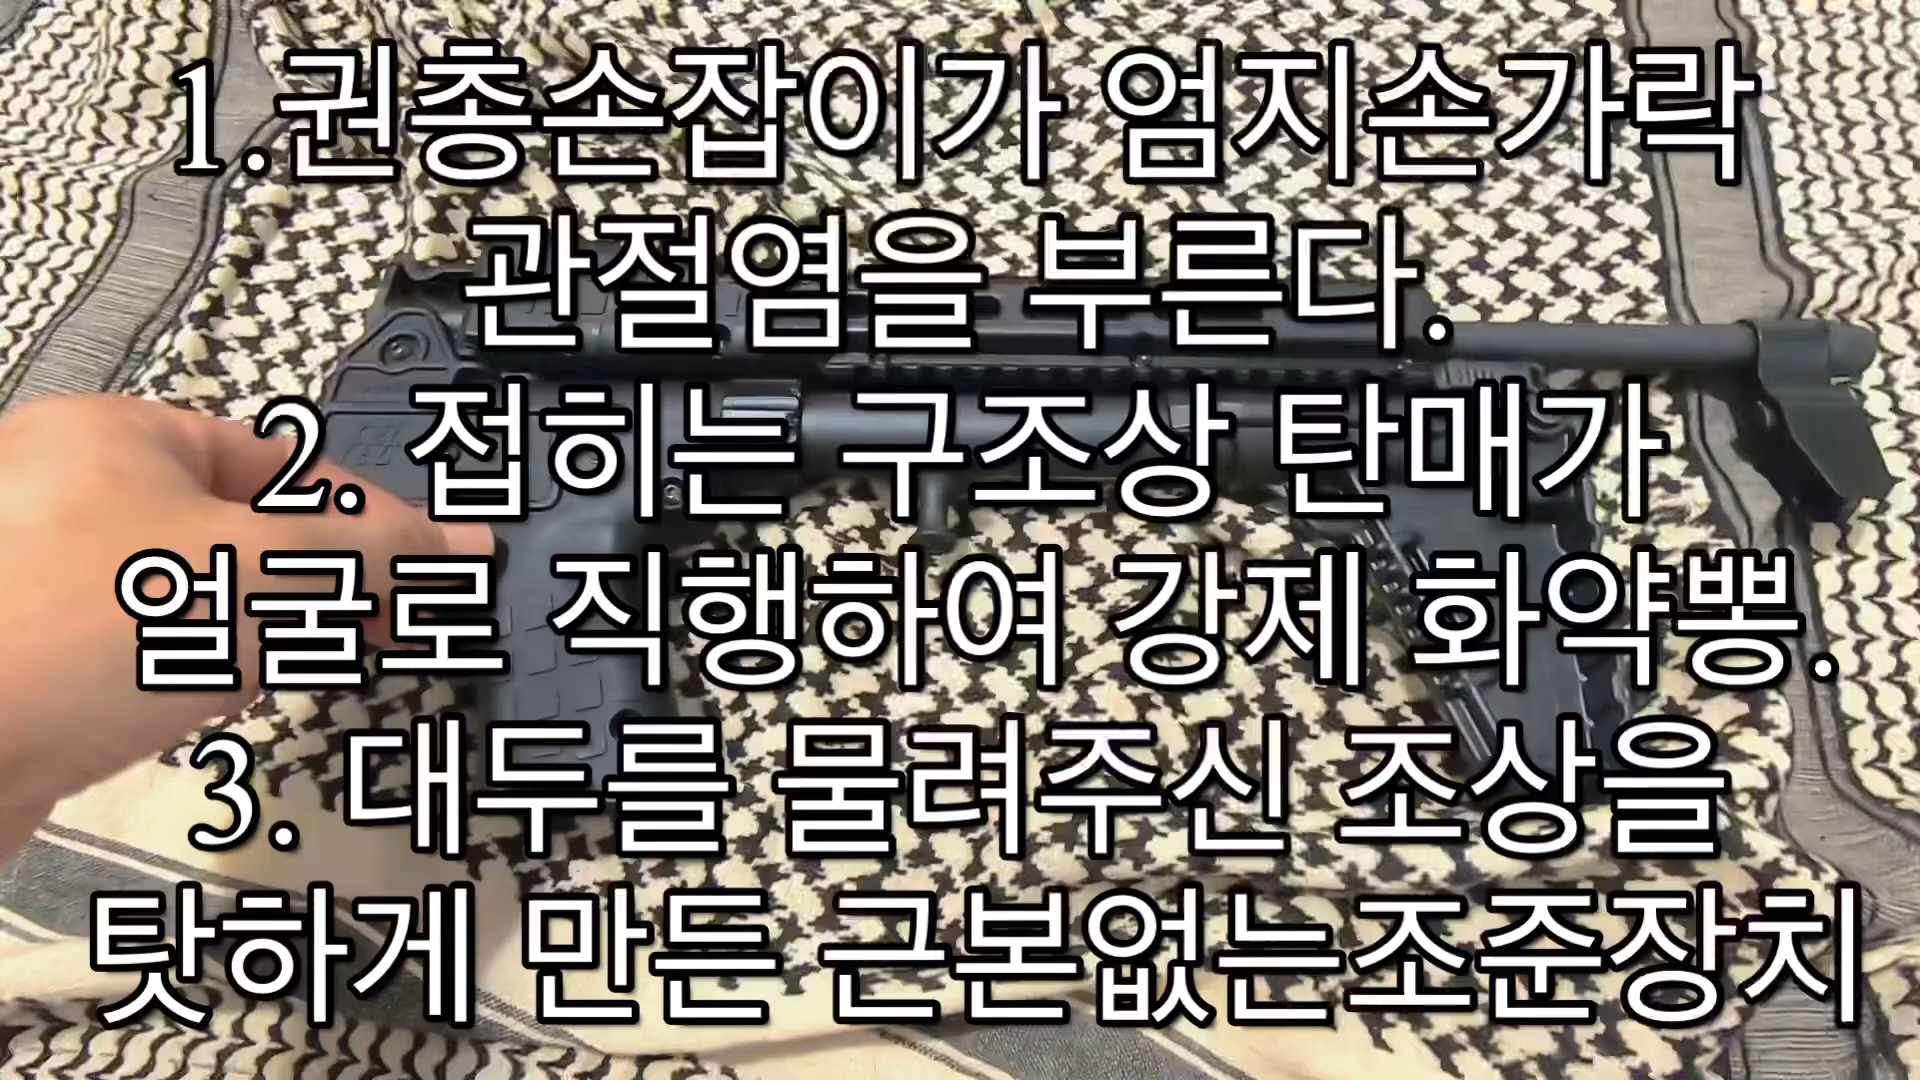 1.권총손잡이가 엄지손가락
관절염을 부른다.
2. 접히는 구조상 탄매가
얼굴로 직행하여 강제 화약뽕.
3. 대두를 물려주신 조상을
탓하게 만든 근본없는조준장치